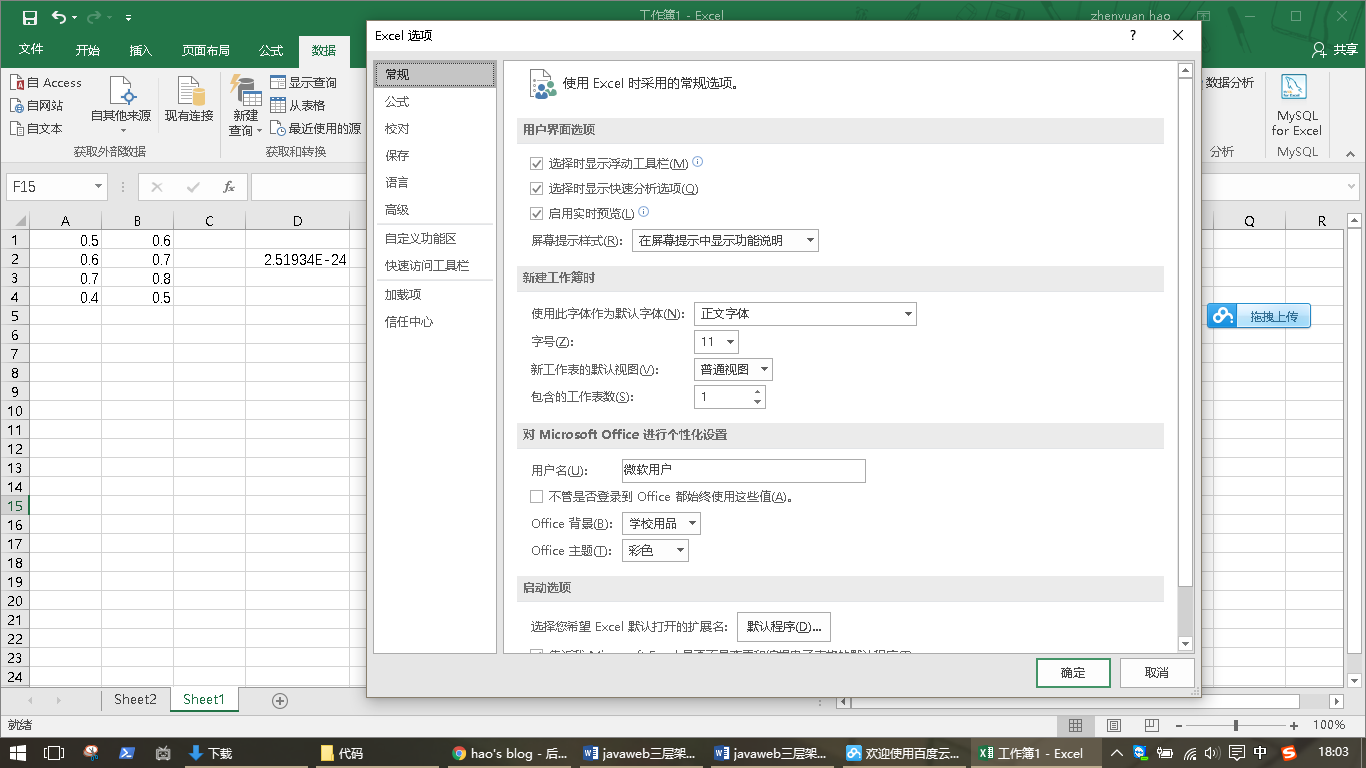 工作簿1 - Excel
zhenyuan hao
文件 开始 插入 页面布局 公式 数据
共享
自 Access
自网站
自文本
自其他来源
现有连接
获取外部数据
新建
查询
显示查询
从表格
最近使用的源
获取和转换
数据分析
分析
MySQL
for Excel
MySQL
F15
fx
A B C D Q R
1 0.5 0.6
2 0.6 0.7 2.51934E-24
3 0.7 0.8
4 0.4 0.5
5
6
7
8
9
10
11
12
13
14
15
16
17
18
19
20
21
22
23
24
拖拽上传
Excel 选项
?
常规
公式
校对
保存
语言
高级
自定义功能区
快速访问工具栏
加载项
信任中心
使用 Excel 时采用的常规选项。
用户界面选项
选择时显示浮动工具栏(M)
选择时显示快速分析选项(Q)
启用实时预览(L)
屏幕提示样式(R): 在屏幕提示中显示功能说明
新建工作簿时
使用此字体作为默认字体(N): 正文字体
字号(Z): 11
新工作表的默认视图(V): 普通视图
包含的工作表数(S): 1
对 Microsoft Office 进行个性化设置
用户名(U): 微软用户
不管是否登录到 Office 都始终使用这些值(A)。
Office 背景(B): 学校用品
Office 主题(T): 彩色
启动选项
选择您希望 Excel 默认打开的扩展名: 默认程序(D)...
确定 取消
Sheet2 Sheet1
就绪
100%
下载
代码
hao's blog - 后...
javaweb三层架...
javaweb三层架...
欢迎使用百度云...
工作簿1 - Excel
中
18:03